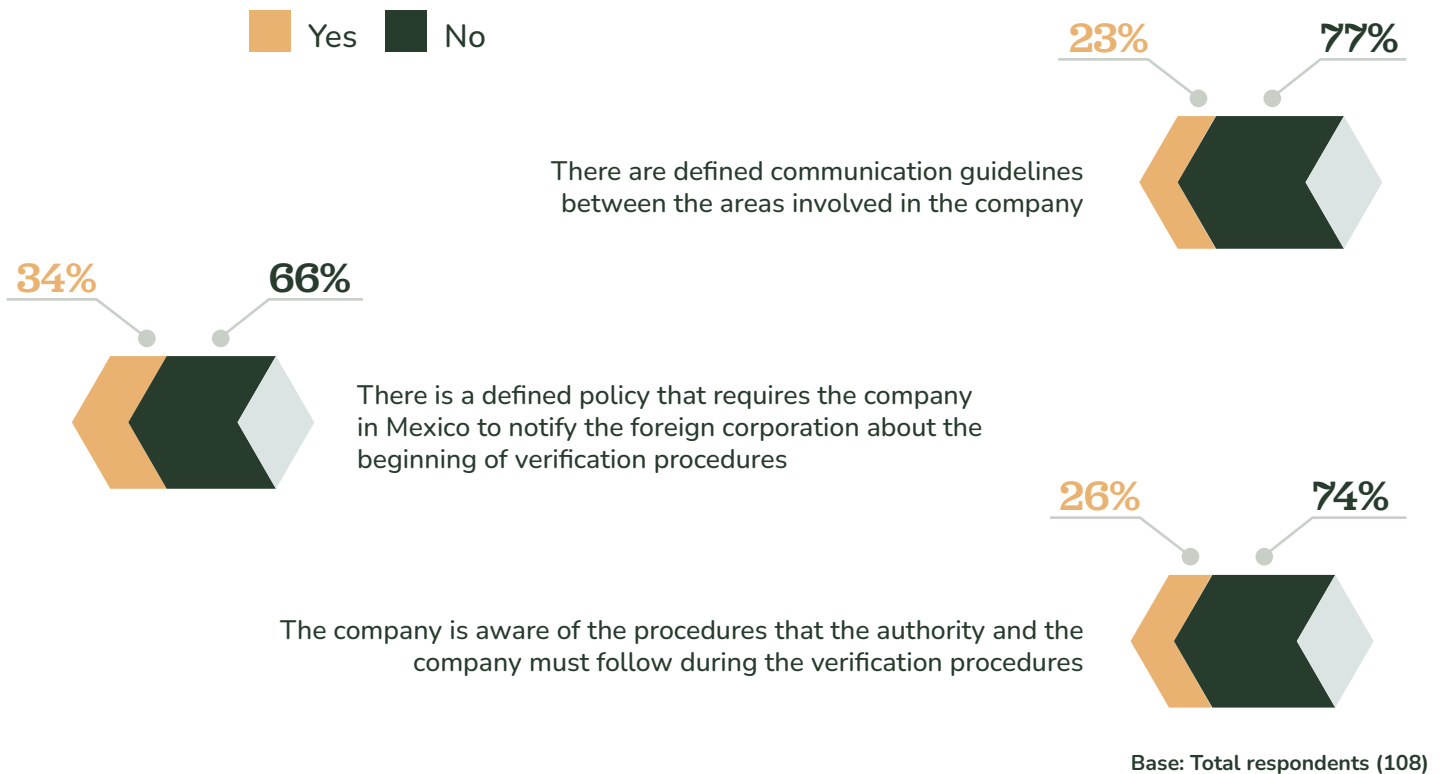 Yes No
23% 77%
There are defined communication guidelines
between the areas involved in the company
34% 66%
There is a defined policy that requires the company
in Mexico to notify the foreign corporation about the
beginning of verification procedures
26% 74%
The company is aware of the procedures that the authority and the
company must follow during the verification procedures
Base: Total respondents (108)